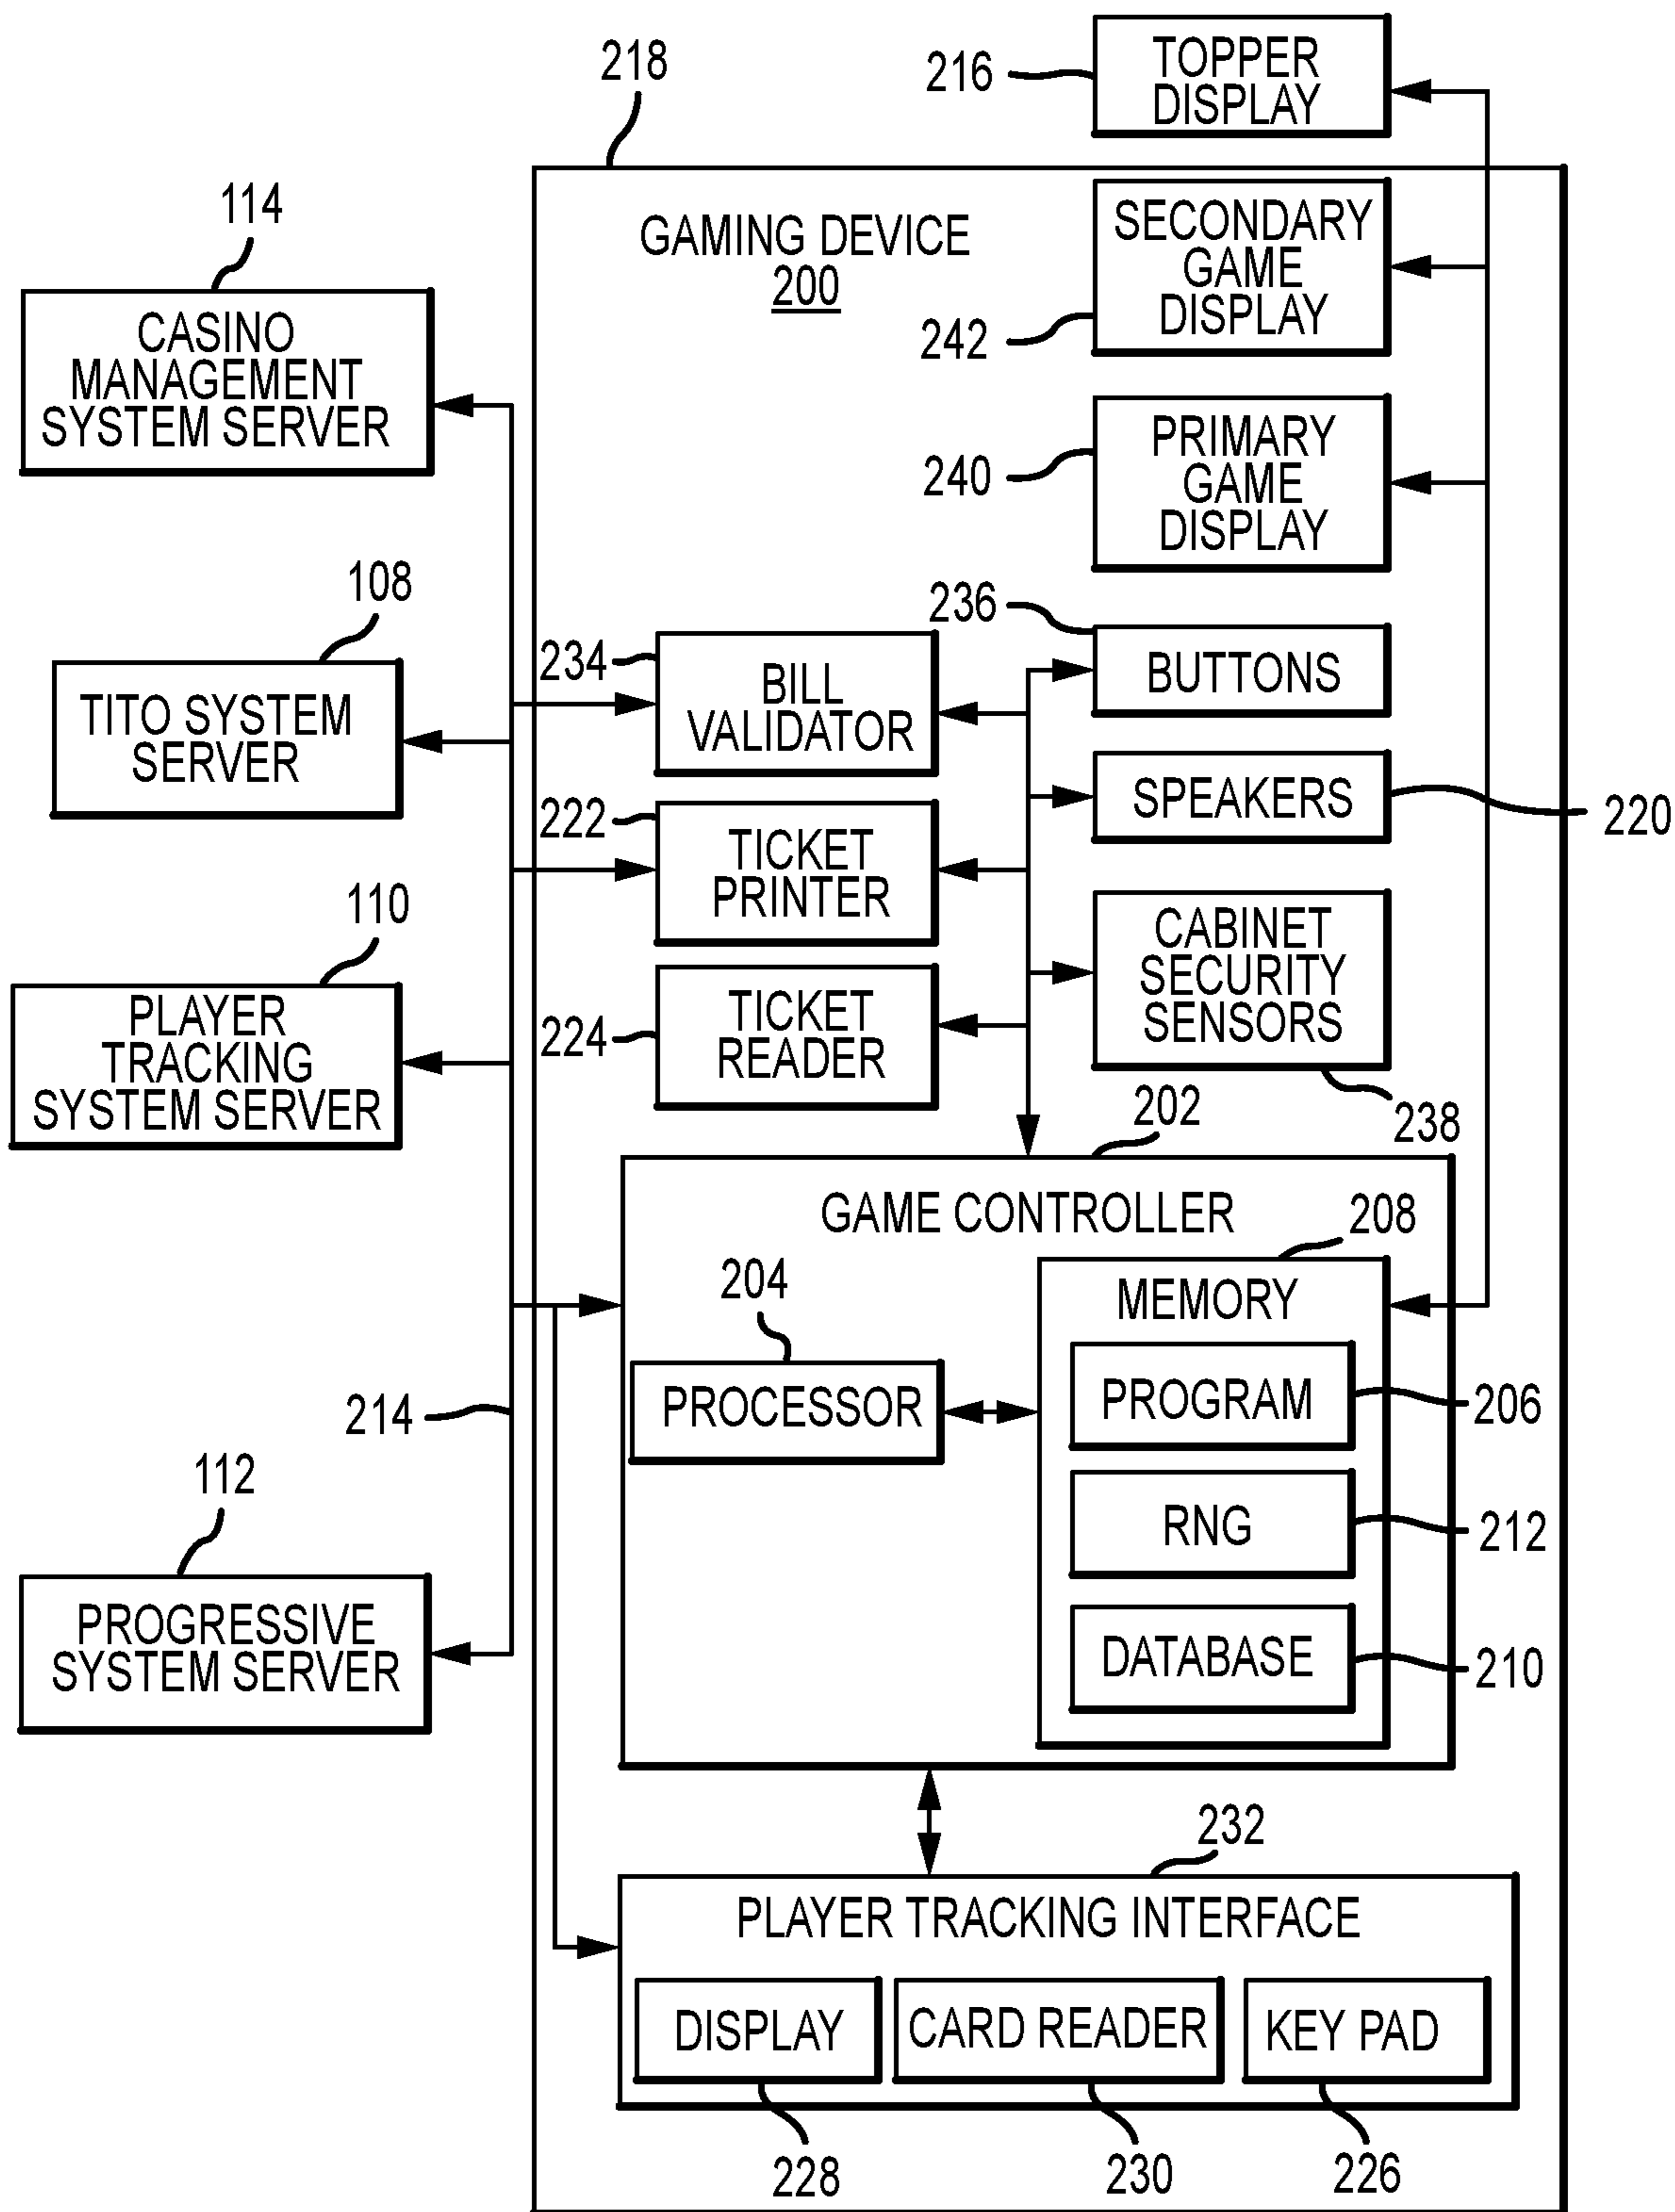 TOPPER
DISPLAY
216
218
GAMING DEVICE
200
SECONDARY
GAME
DISPLAY
242
114
CASINO
MANAGEMENT
SYSTEM SERVER
PRIMARY
GAME
DISPLAY
240
108
TITO SYSTEM
SERVER
234
BILL
VALIDATOR
236
BUTTONS
SPEAKERS
220
222
TICKET
PRINTER
110
PLAYER
TRACKING
SYSTEM SERVER
CABINET
SECURITY
SENSORS
238
224
TICKET
READER
202
GAME CONTROLLER
208
MEMORY
204
PROCESSOR
PROGRAM
206
214
RNG
212
112
PROGRESSIVE
SYSTEM SERVER
DATABASE
210
232
PLAYER TRACKING INTERFACE
DISPLAY
CARD READER
KEY PAD
228
230
226